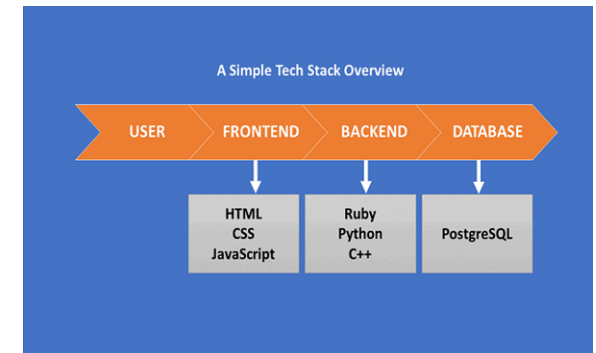 A Simple Tech Stack Overview
USER
FRONTEND
BACKEND
DATABASE
HTML
CSS
JavaScript
Ruby
Python
C++
PostgreSQL